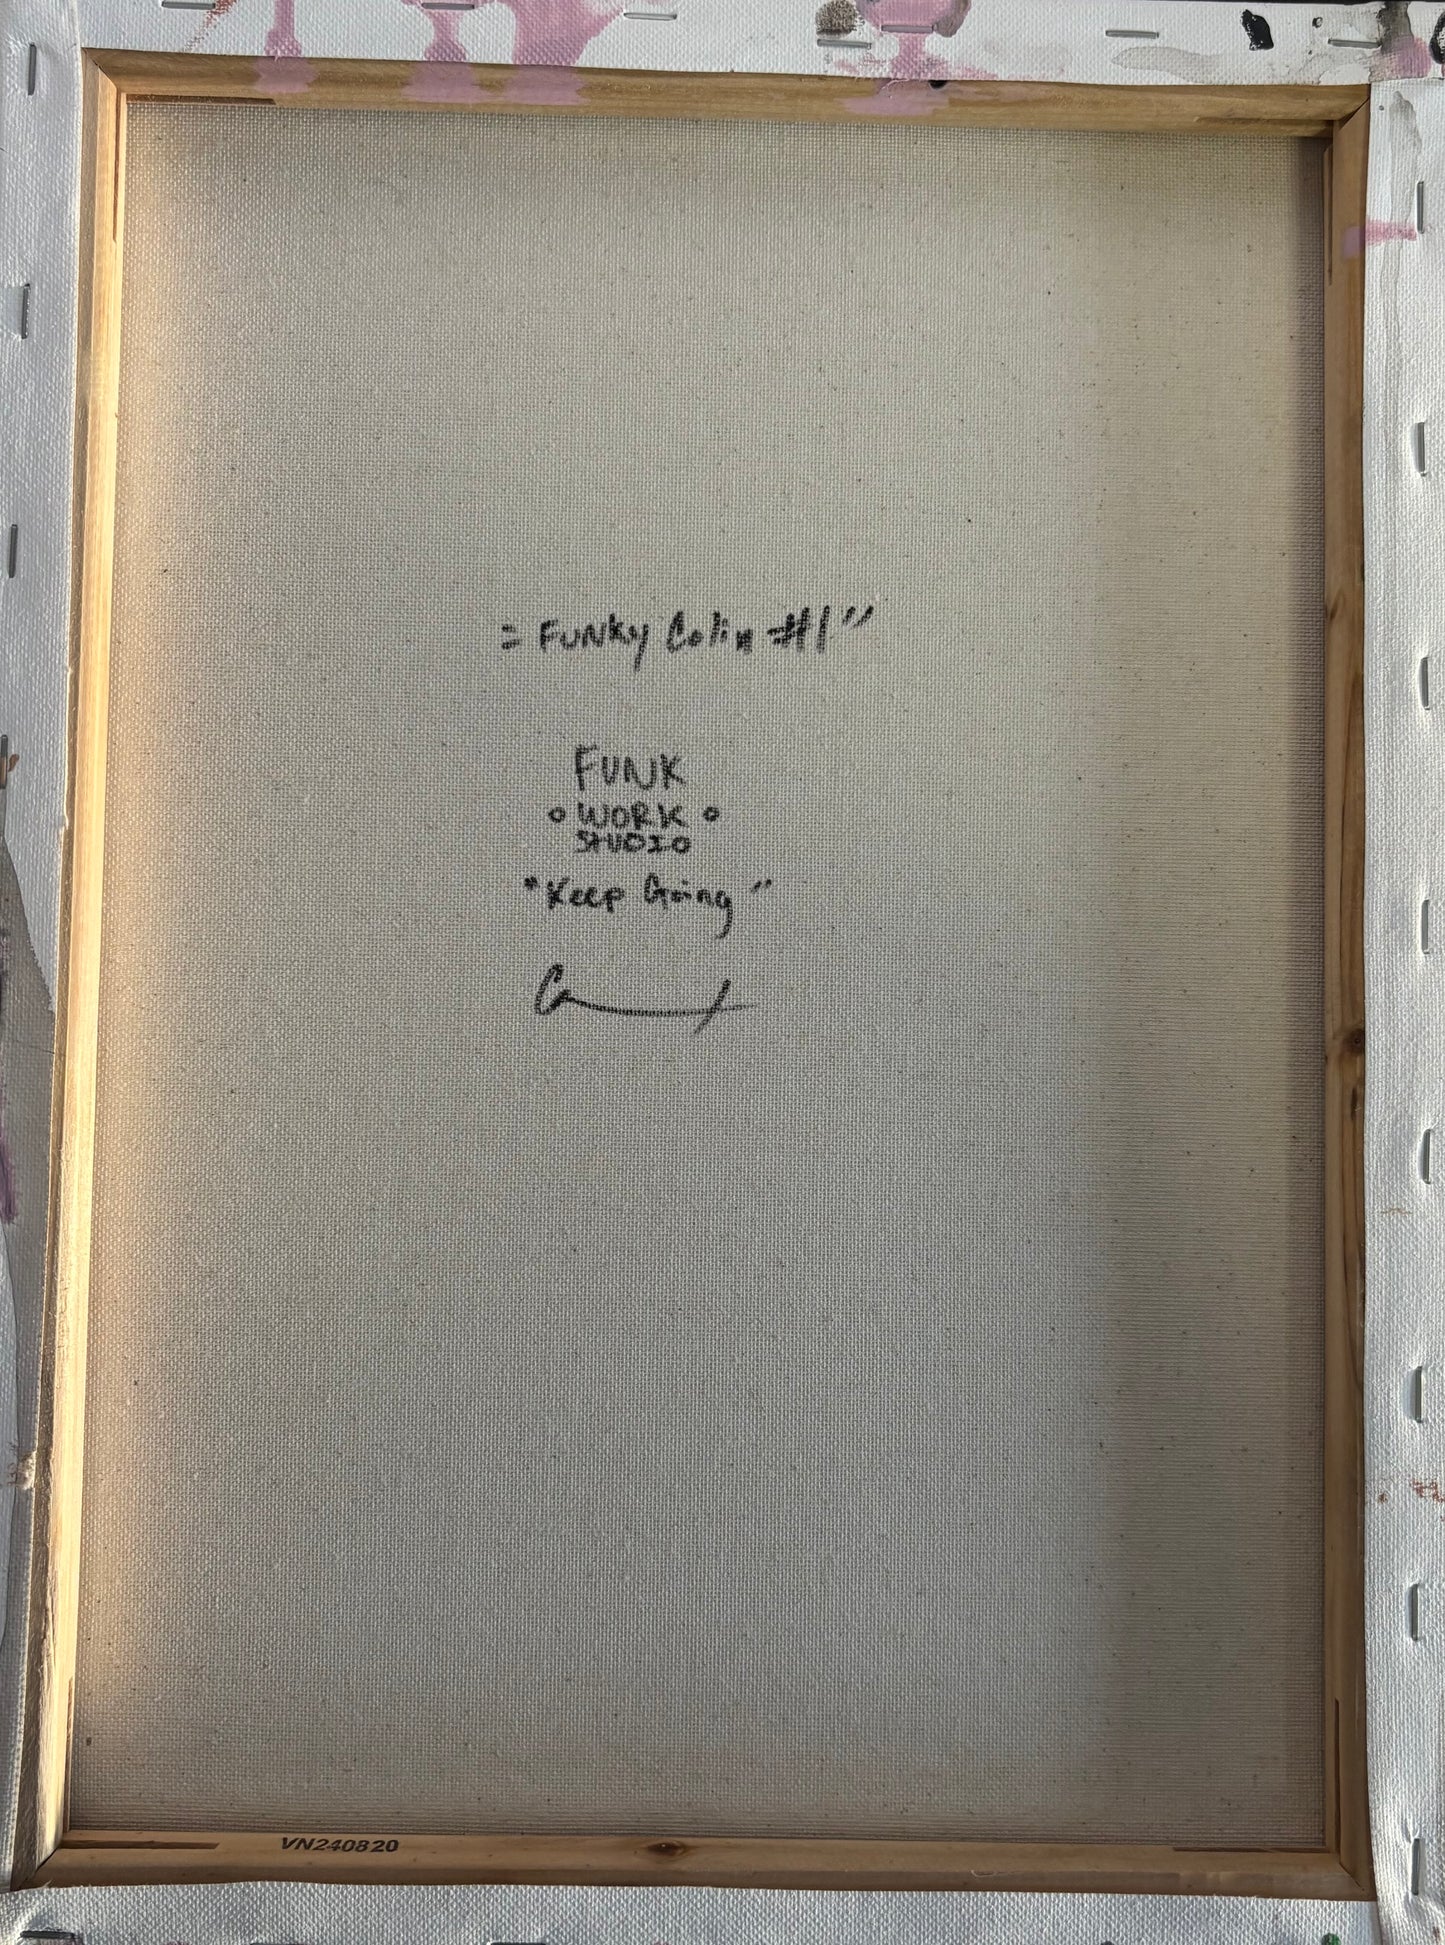 "Funky Colin #1"
FUNK
WORK
STUDIO
"Keep Going"
VN240820